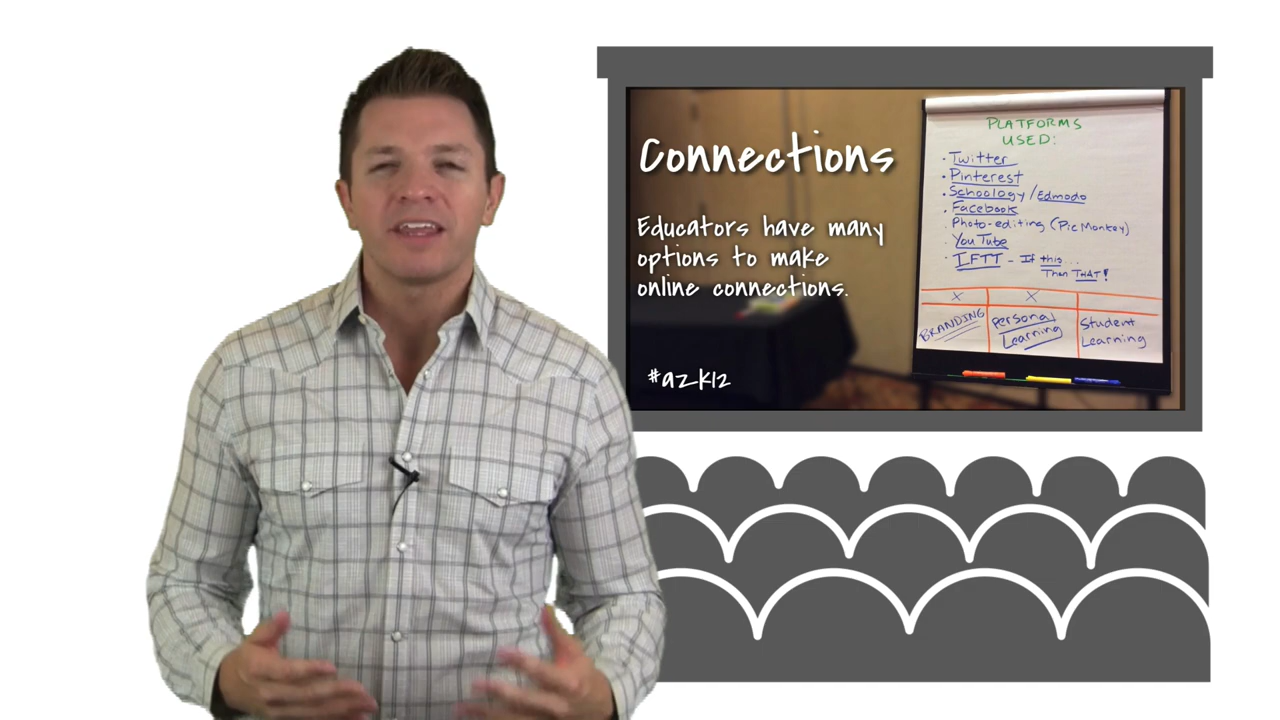 Connections
Educators have many
options to make
online connections.
#azk12
PLATFORMS
USED:
• Twitter
• Pinterest
• Schoology / Edmodo
• Facebook
• Photo-editing (PicMonkey)
• YouTube
• IFTT - If this...
Then THAT!
X X
BRANDING Personal Student
Learning Learning